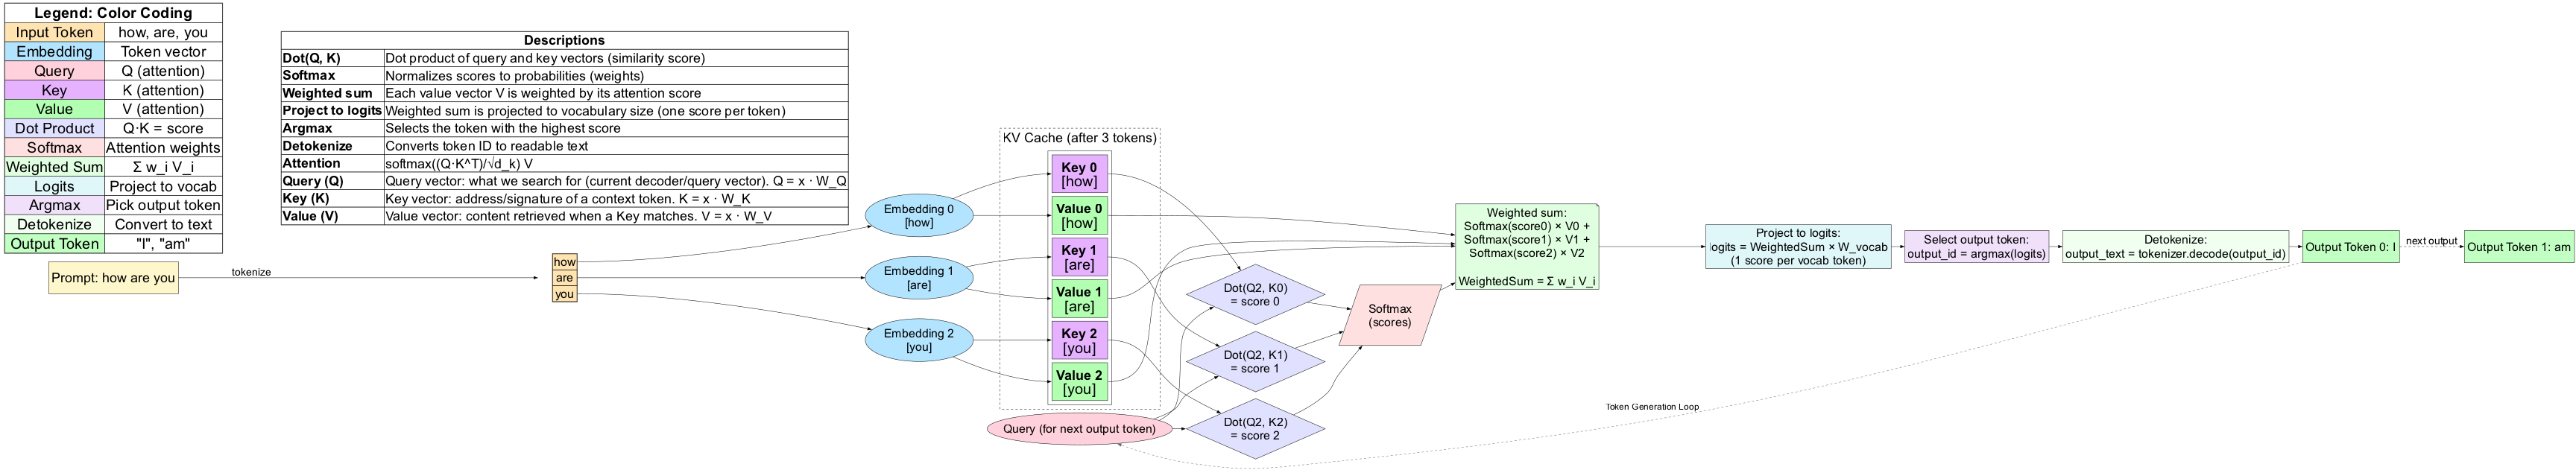 Legend: Color Coding
Input Token how, are, you
Embedding Token vector
Query Q (attention)
Key K (attention)
Value V (attention)
Dot Product Q·K = score
Softmax Attention weights
Weighted Sum Σ w_i V_i
Logits Project to vocab
Argmax Pick output token
Detokenize Convert to text
Output Token "I", "am"
Descriptions
Dot(Q, K) Dot product of query and key vectors (similarity score)
Softmax Normalizes scores to probabilities (weights)
Weighted sum Each value vector V is weighted by its attention score
Project to logits Weighted sum is projected to vocabulary size (one score per token)
Argmax Selects the token with the highest score
Detokenize Converts token ID to readable text
Attention softmax((Q·K^T)/√d_k) V
Query (Q) Query vector: what we search for (current decoder/query vector). Q = x · W_Q
Key (K) Key vector: address/signature of a context token. K = x · W_K
Value (V) Value vector: content retrieved when a Key matches. V = x · W_V
Prompt: how are you
tokenize
how
are
you
Embedding 0
[how]
Embedding 1
[are]
Embedding 2
[you]
KV Cache (after 3 tokens)
Key 0
[how]
Value 0
[how]
Key 1
[are]
Value 1
[are]
Key 2
[you]
Value 2
[you]
Query (for next output token)
Dot(Q2, K0)
= score 0
Dot(Q2, K1)
= score 1
Dot(Q2, K2)
= score 2
Softmax
(scores)
Weighted sum:
Softmax(score0) × V0 +
Softmax(score1) × V1 +
Softmax(score2) × V2
WeightedSum = Σ w_i V_i
Project to logits:
logits = WeightedSum × W_vocab
(1 score per vocab token)
Select output token:
output_id = argmax(logits)
Detokenize:
output_text = tokenizer.decode(output_id)
Output Token 0: I
next output
Output Token 1: am
Token Generation Loop